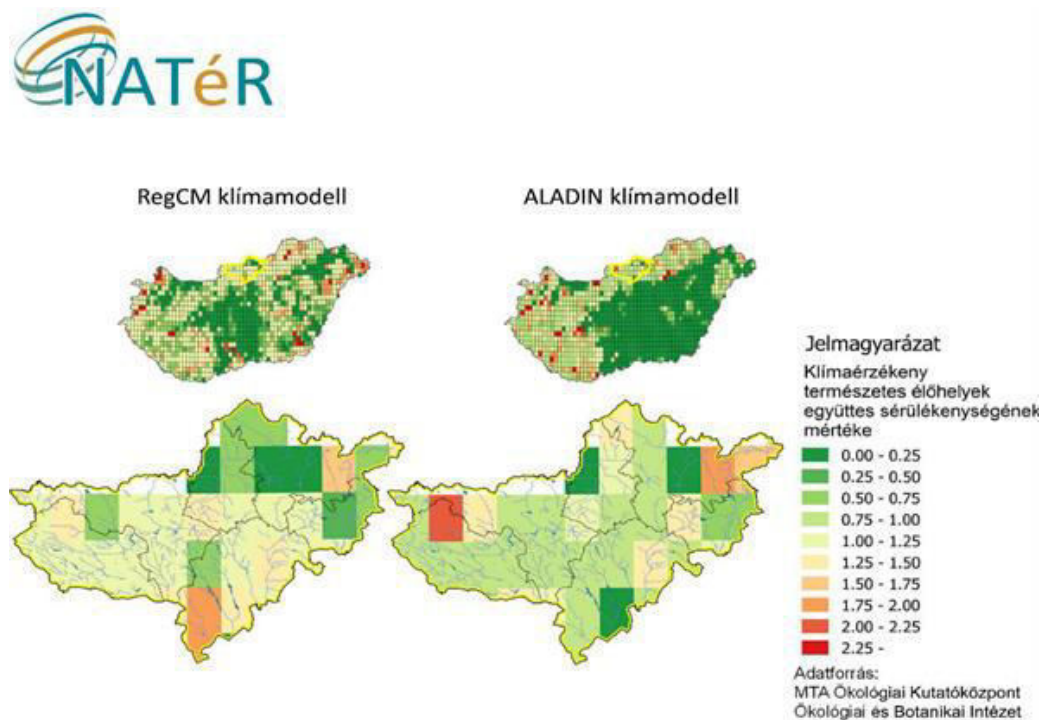 NATéR
RegCM klímamodell
ALADIN klímamodell
Jelmagyarázat
Klímaérzékeny
természetes élőhelyek
együttes sérülékenységének
mértéke
0.00 - 0.25
0.25 - 0.50
0.50 - 0.75
0.75 - 1.00
1.00 - 1.25
1.25 - 1.50
1.50 - 1.75
1.75 - 2.00
2.00 - 2.25
2.25 -
Adatforrás:
MTA Ökológiai Kutatóközpont
Ökológiai és Botanikai Intézet